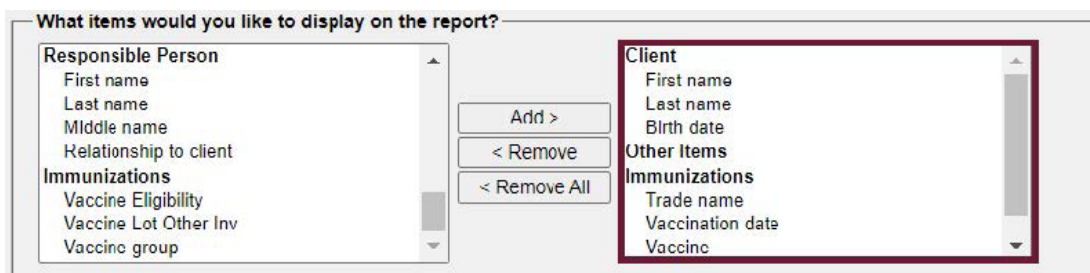 What items would you like to display on the report?
Responsible Person
First name
Last name
Middle name
Relationship to client
Immunizations
Vaccine Eligibility
Vaccine Lot Other Inv
Vaccine group
Add >
< Remove
< Remove All
Client
First name
Last name
Birth date
Other Items
Immunizations
Trade name
Vaccination date
Vaccine